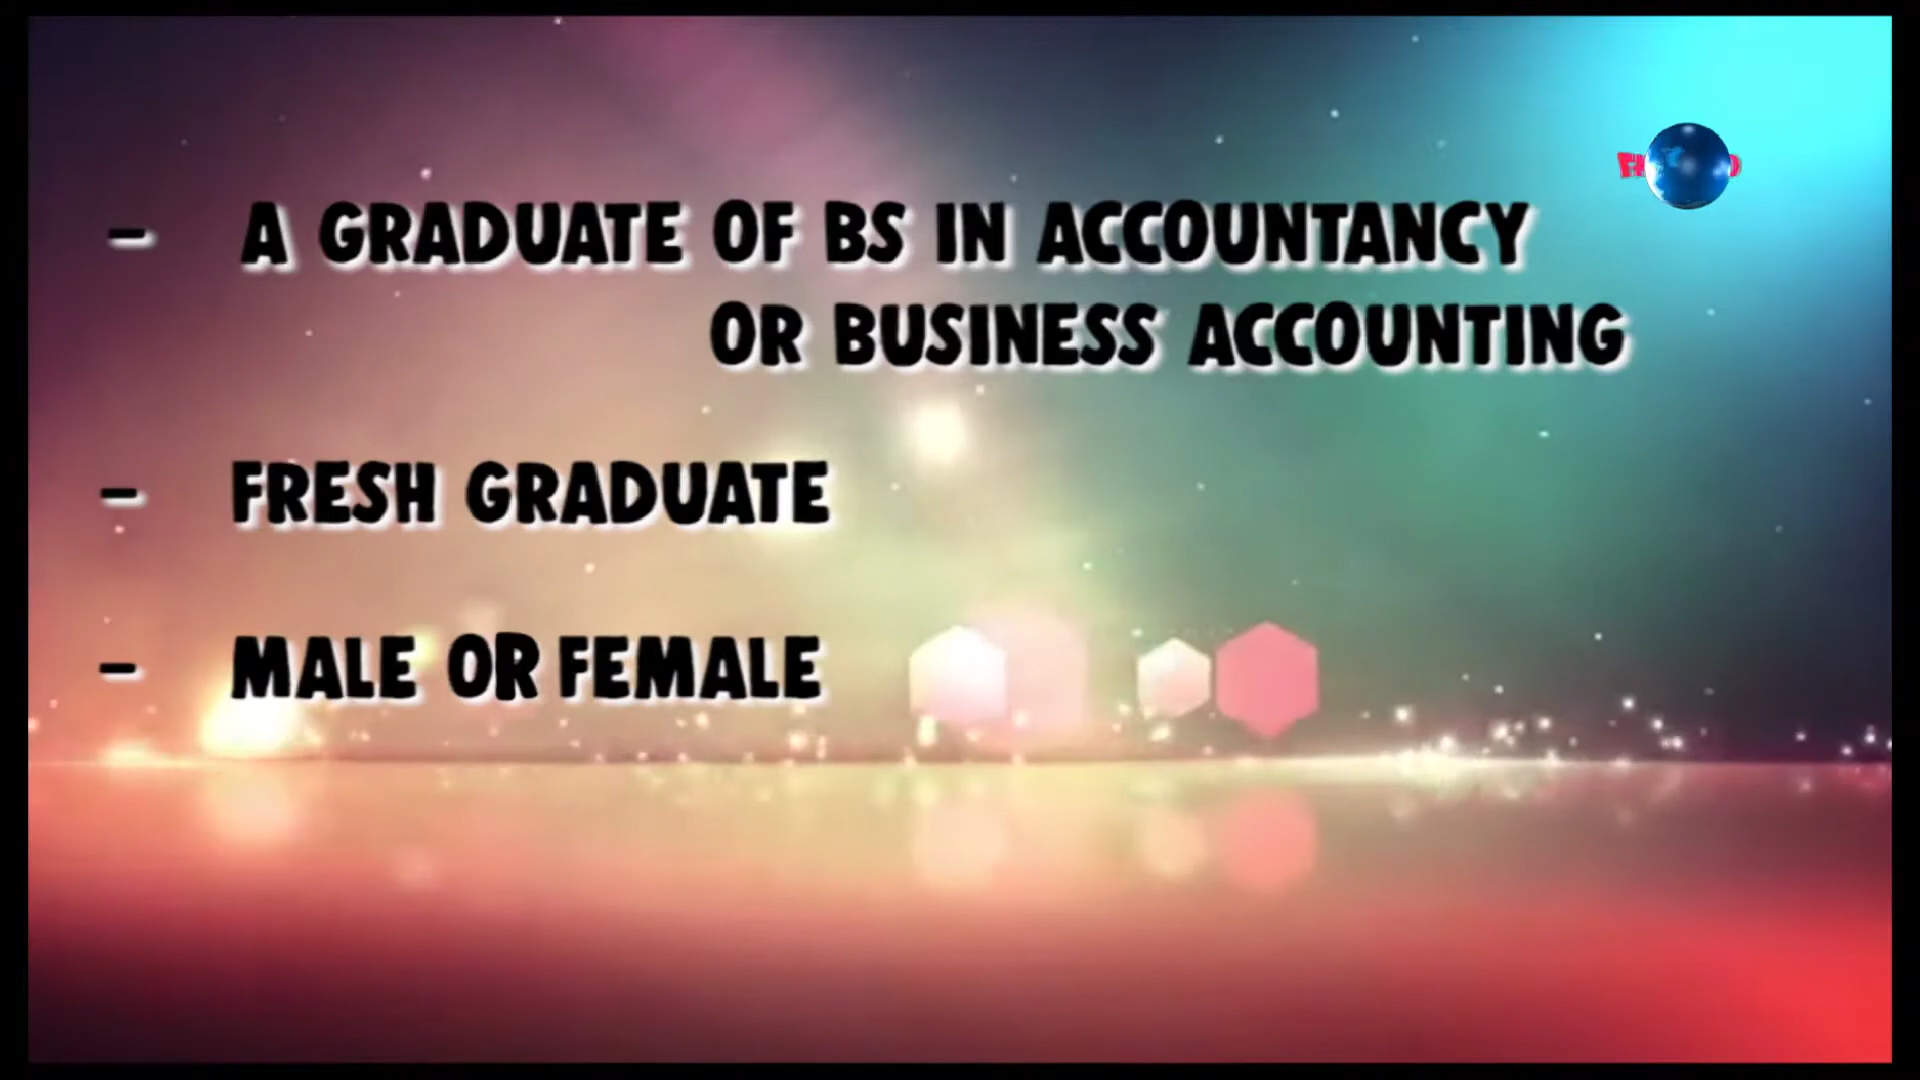 - A GRADUATE OF BS IN ACCOUNTANCY
OR BUSINESS ACCOUNTING
- FRESH GRADUATE
- MALE OR FEMALE